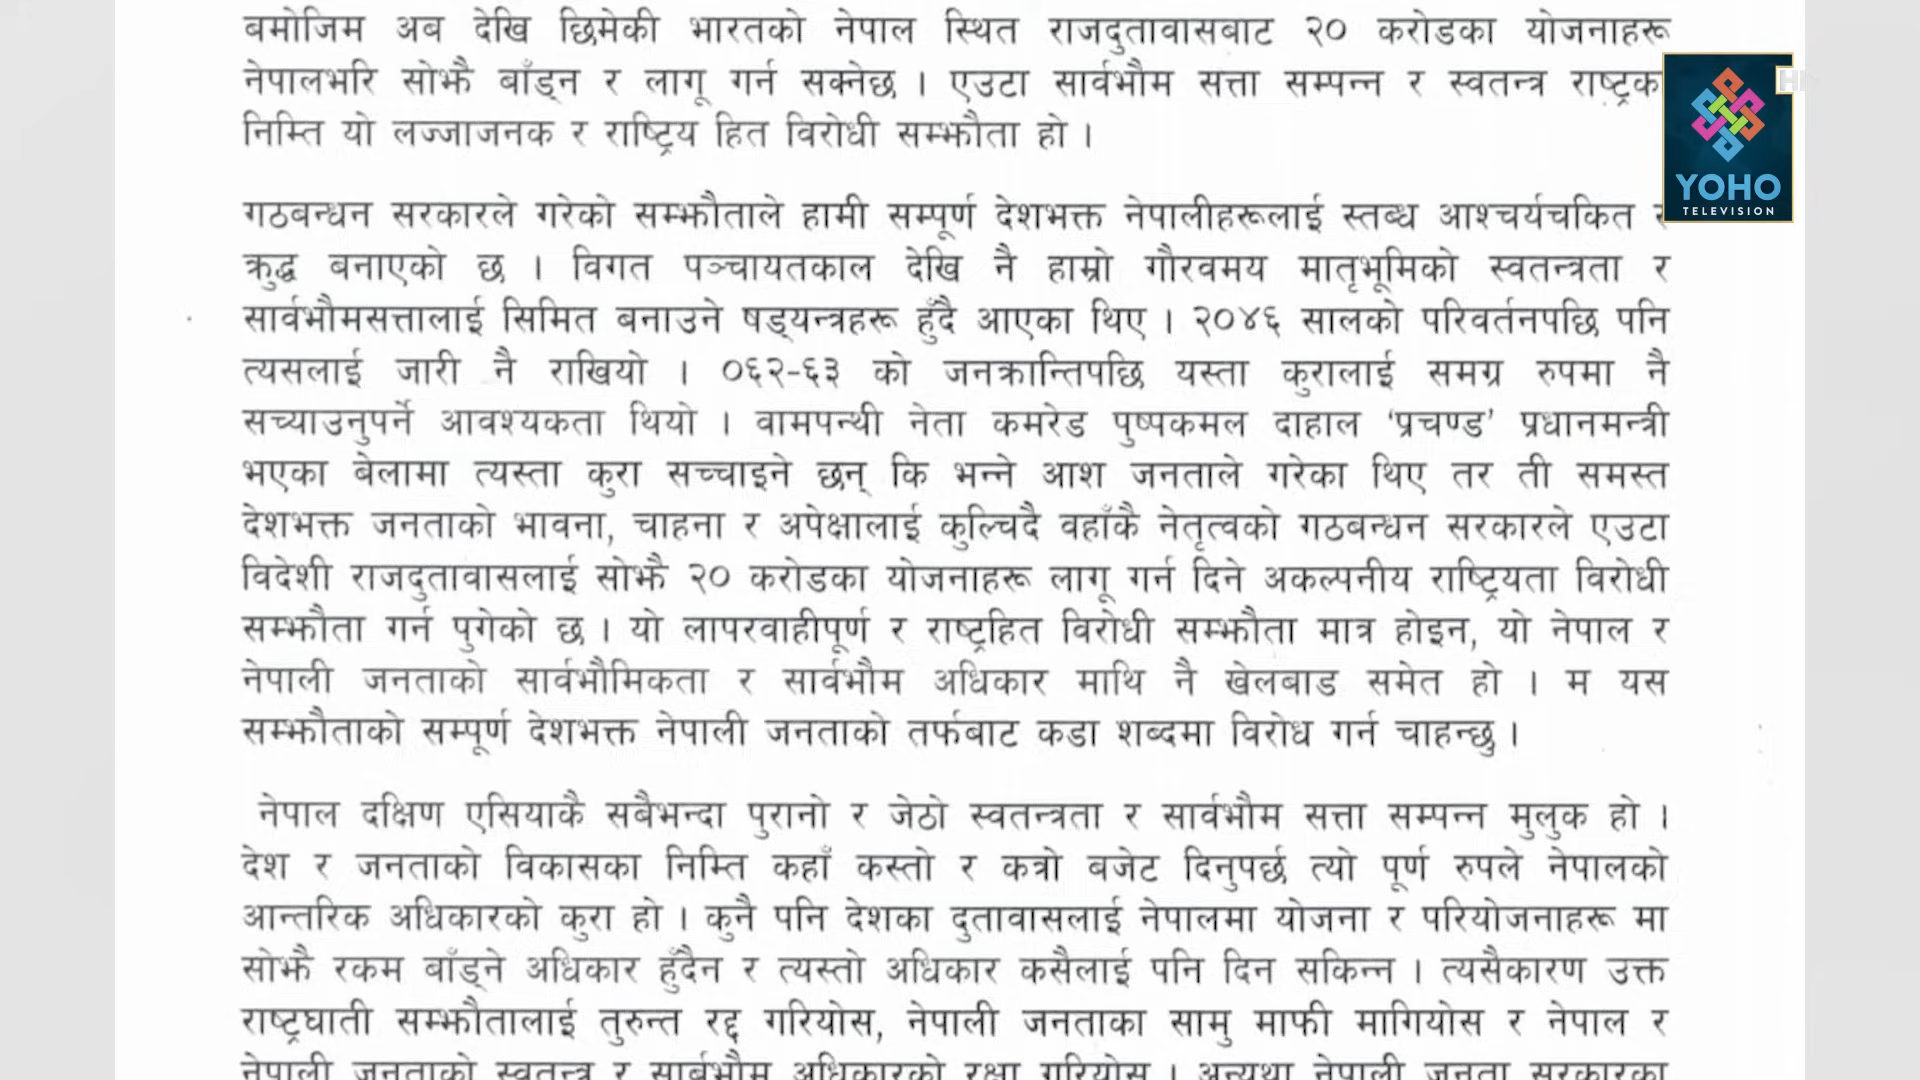 बमोजिम अब देखि छिमेकी भारतको नेपाल स्थित राजदुतावासबाट २० करोडका योजनाहरू
नेपालभरि सोझै बाँड्न र लागू गर्न सक्नेछ । एउटा सार्वभौम सत्ता सम्पन्न र स्वतन्त्र
निम्ति यो लज्जाजनक र राष्ट्रिय हित विरोधी सम्झौता हो ।
YOHO
TELEVISION
गठबन्धन सरकारले गरेको सम्झौताले हामी सम्पूर्ण देशभक्त नेपालीहरूलाई स्तब्ध आश्चर्यचकित र
क्रुद्ध बनाएको छ । विगत पञ्चायतकाल देखि नै हाम्रो गौरवमय मातृभूमिको स्वतन्त्रता र
सार्वभौमसत्तालाई सिमित बनाउने षड्यन्त्रहरू हुँदै आएका थिए । २०४६ सालको परिवर्तनपछि पनि
त्यसलाई जारी नै राखियो । ०६२-६३ को जनक्रान्तिपछि यस्ता कुरालाई समग्र रुपमा नै
सच्याउनुपर्ने आवश्यकता थियो । वामपन्थी नेता कमरेड पुष्पकमल दाहाल ‘प्रचण्ड’ प्रधानमन्त्री
भएका बेलामा त्यस्ता कुरा सच्चाइने छन् कि भन्ने आश जनताले गरेका थिए तर ती समस्त
देशभक्त जनताको भावना, चाहना र अपेक्षालाई कुल्चिदै वहाँकै नेतृत्वको गठबन्धन सरकारले एउटा
विदेशी राजदुतावासलाई सोझै २० करोडका योजनाहरू लागू गर्न दिने अकल्पनीय राष्ट्रियता विरोधी
सम्झौता गर्न पुगेको छ । यो लापरवाहीपूर्ण र राष्ट्रहित विरोधी सम्झौता मात्र होइन, यो नेपाल र
नेपाली जनताको सार्वभौमिकता र सार्वभौम अधिकार माथि नै खेलबाड समेत हो । म यस
सम्झौताको सम्पूर्ण देशभक्त नेपाली जनताको तर्फबाट कडा शब्दमा विरोध गर्न चाहन्छु ।
नेपाल दक्षिण एसियाकै सबैभन्दा पुरानो र जेठो स्वतन्त्रता र सार्वभौम सत्ता सम्पन्न मुलुक हो ।
देश र जनताको विकासका निम्ति कहाँ कस्तो र कत्रो बजेट दिनुपर्छ त्यो पूर्ण रुपले नेपालको
आन्तरिक अधिकारको कुरा हो । कुनै पनि देशका दुतावासलाई नेपालमा योजना र परियोजनाहरू मा
सोझै रकम बाँड्ने अधिकार हुँदैन र त्यस्तो अधिकार कसैलाई पनि दिन सकिन्न । त्यसैकारण उक्त
राष्ट्रघाती सम्झौतालाई तुरुन्त रद्द गरियोस, नेपाली जनताका सामु माफी मागियोस र नेपाल र
नेपाली जनताको स्वतन्त्र र सार्बभौम अधिकारको रक्षा गरियोस । अन्यथा नेपाली जनता सरकारका